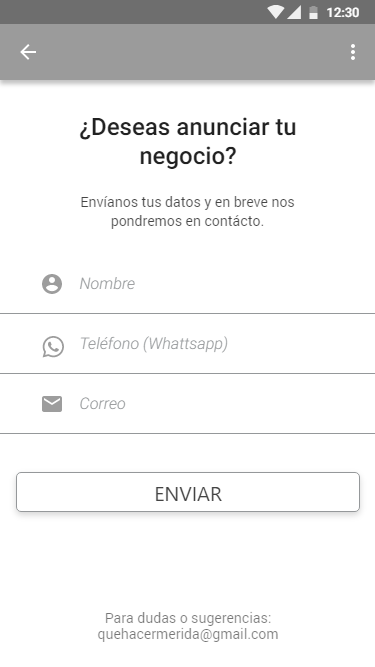 12:30
¿Deseas anunciar tu
negocio?
Envíanos tus datos y en breve nos
pondremos en contácto.
Nombre
Teléfono (Whattsapp)
Correo
ENVIAR
Para dudas o sugerencias:
quehacermerida@gmail.com